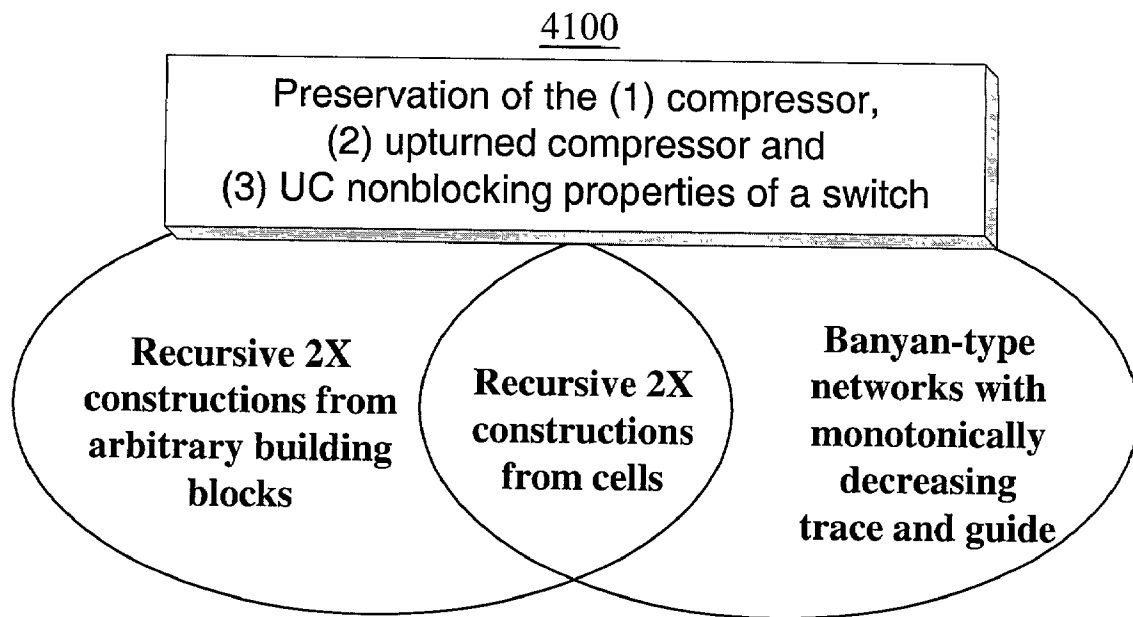 4100
Preservation of the (1) compressor,
(2) upturned compressor and
(3) UC nonblocking properties of a switch
Recursive 2X
constructions from
arbitrary building
blocks
Recursive 2X
constructions
from cells
Banyan-type
networks with
monotonically
decreasing
trace and guide